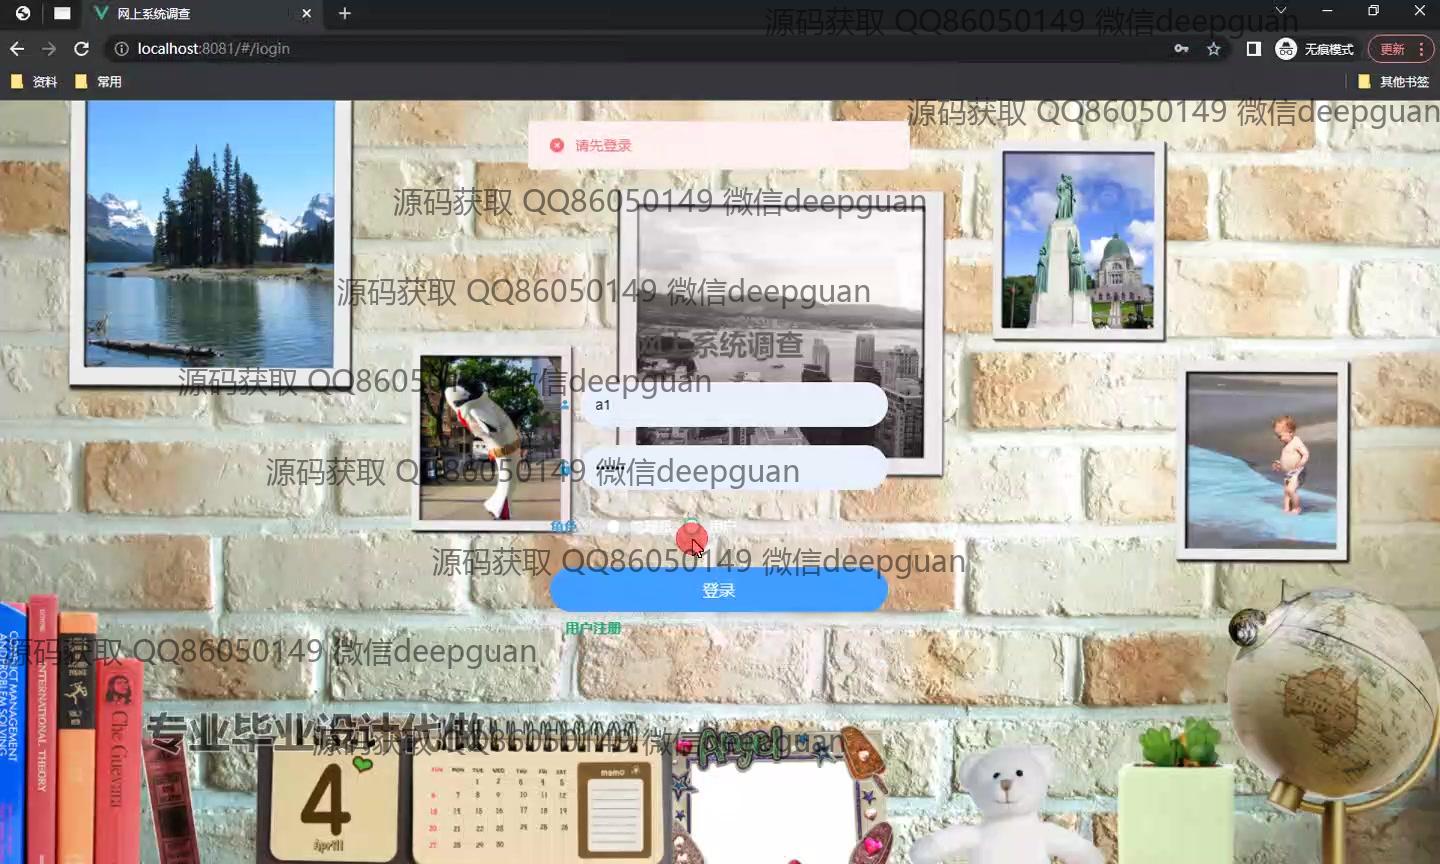 网上系统调查
源码获取 QQ86050149 微信deepguan
localhost:8081/#/login
无痕模式
更新
资料
常用
其他书签
源码获取 QQ86050149 微信deepguan
请先登录
源码获取 QQ86050149 微信deepguan
源码获取 QQ86050149 微信deepguan
网上系统调查
源码获取 QQ86050149 微信deepguan
a1
源码获取 QQ86050149 微信deepguan
角色
用户
源码获取 QQ86050149 微信deepguan
登录
用户注册
源码获取 QQ86050149 微信deepguan
CONFLICT MANAGEMENT
INTERNATIONAL THEORY
Che Guevara
专业毕业设计代做
源码获取 QQ86050149 微信deepguan
Angel
4
April
memo